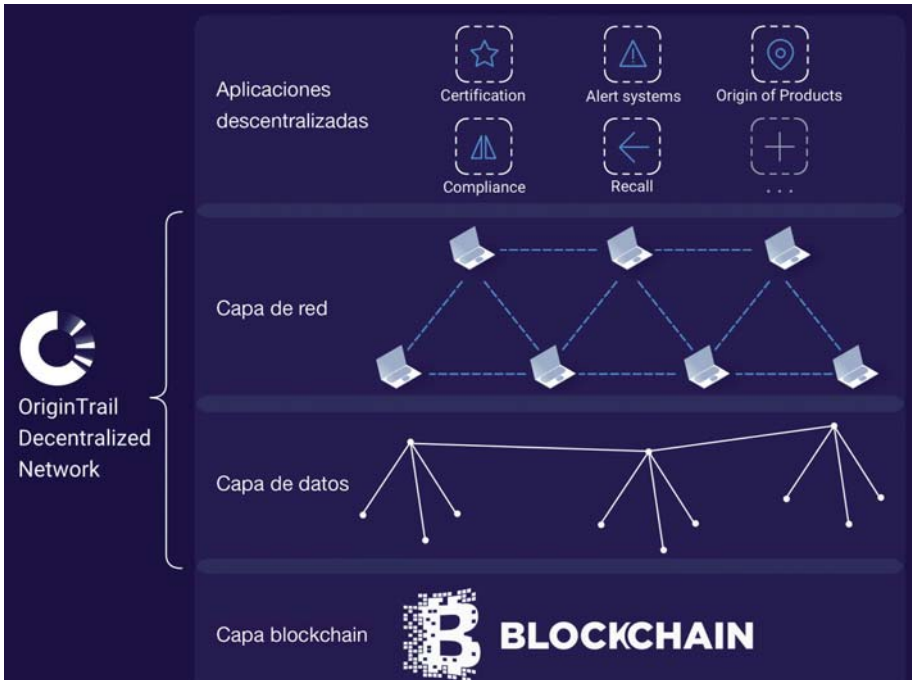 Aplicaciones
descentralizadas
Certification
Alert systems
Origin of Products
Compliance
Recall
. . .
Capa de red
OriginTrail
Decentralized
Network
Capa de datos
Capa blockchain
BLOCKCHAIN